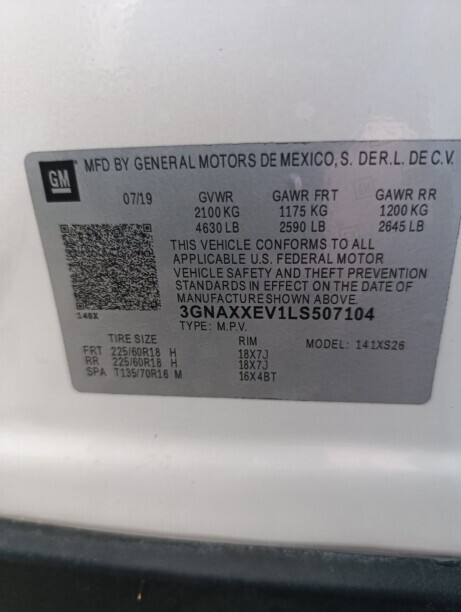 GM
MFD BY GENERAL MOTORS DE MEXICO, S. DE R.L. DE C.V.
07/19 GVWR GAWR FRT GAWR RR
2100 KG 1175 KG 1200 KG
4630 LB 2590 LB 2645 LB
THIS VEHICLE CONFORMS TO ALL
APPLICABLE U.S. FEDERAL MOTOR
VEHICLE SAFETY AND THEFT PREVENTION
STANDARDS IN EFFECT ON THE DATE OF
MANUFACTURE SHOWN ABOVE.
146X 3GNAXXEV1LS507104
TYPE: M.P.V.
TIRE SIZE RIM MODEL: 141XS26
FRT 225/60R18 H 18X7J
RR 225/60R18 H 18X7J
SPA T135/70R16 M 16X4BT